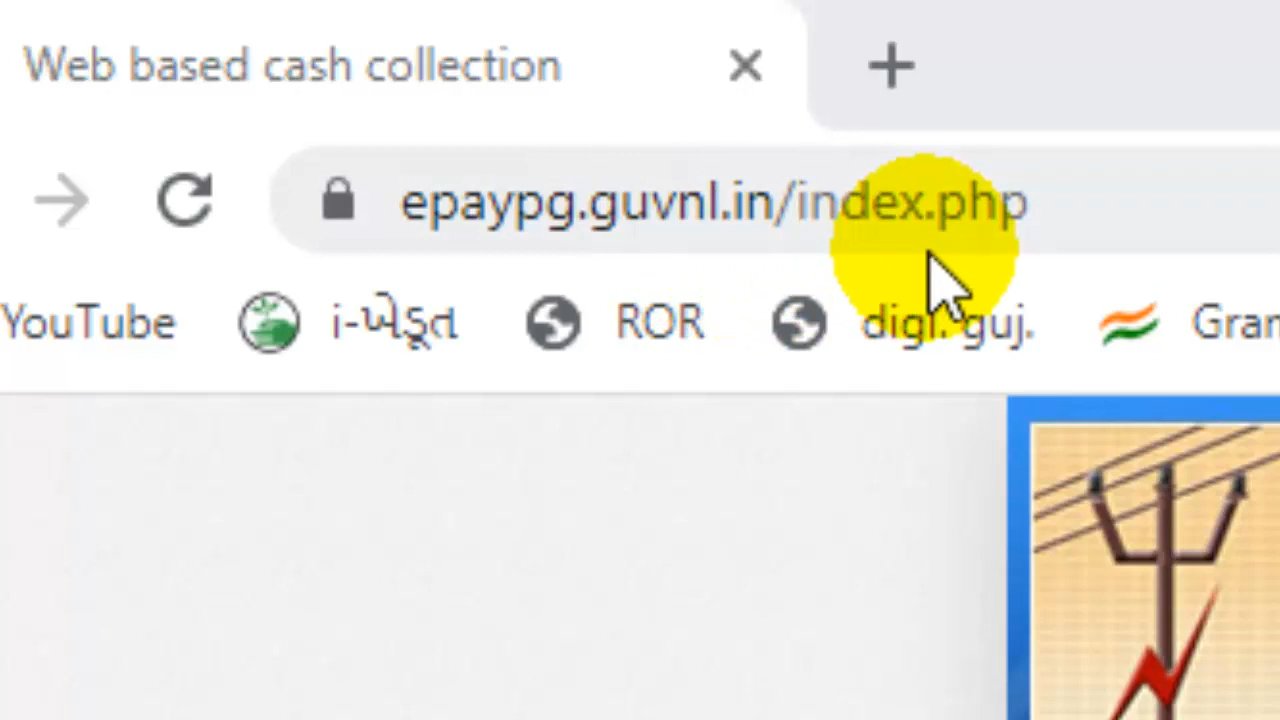 Web based cash collection
epaypg.guvnl.in/index.php
YouTube i-ખેડૂત ROR digi. guj. Gran